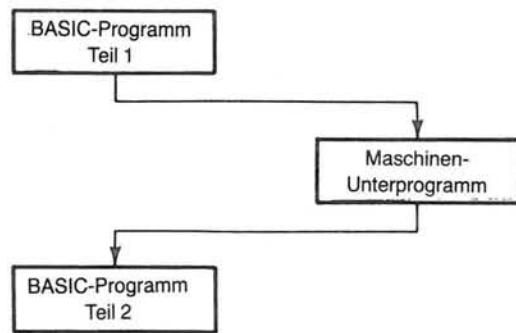 BASIC-Programm
Teil 1
Maschinen-
Unterprogramm
BASIC-Programm
Teil 2